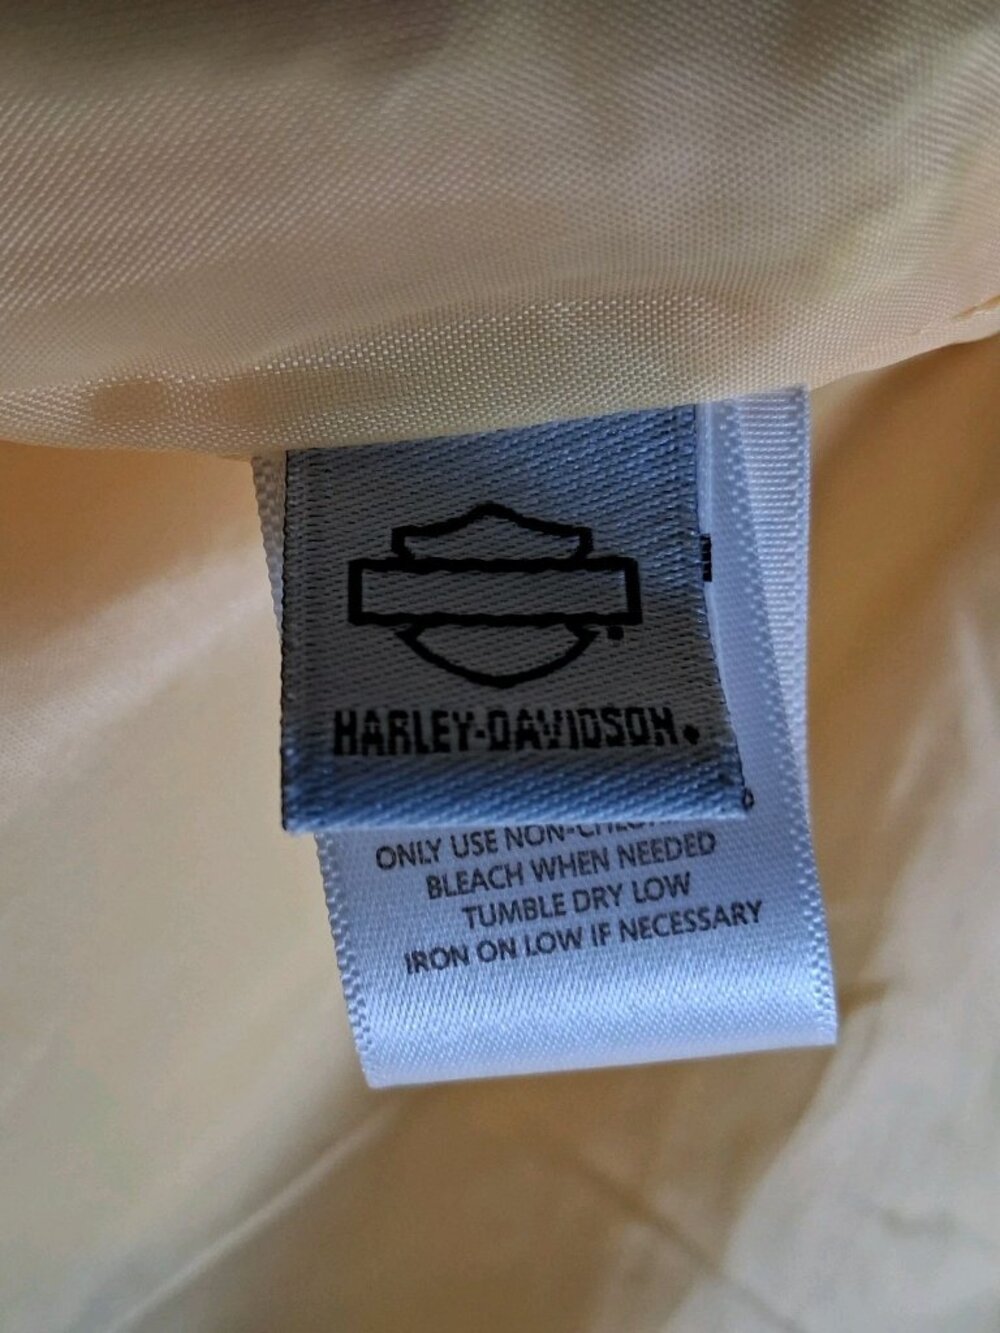 HARLEY-DAVIDSON
ONLY USE NON-
BLEACH WHEN NEEDED
TUMBLE DRY LOW
IRON ON LOW IF NECESSARY